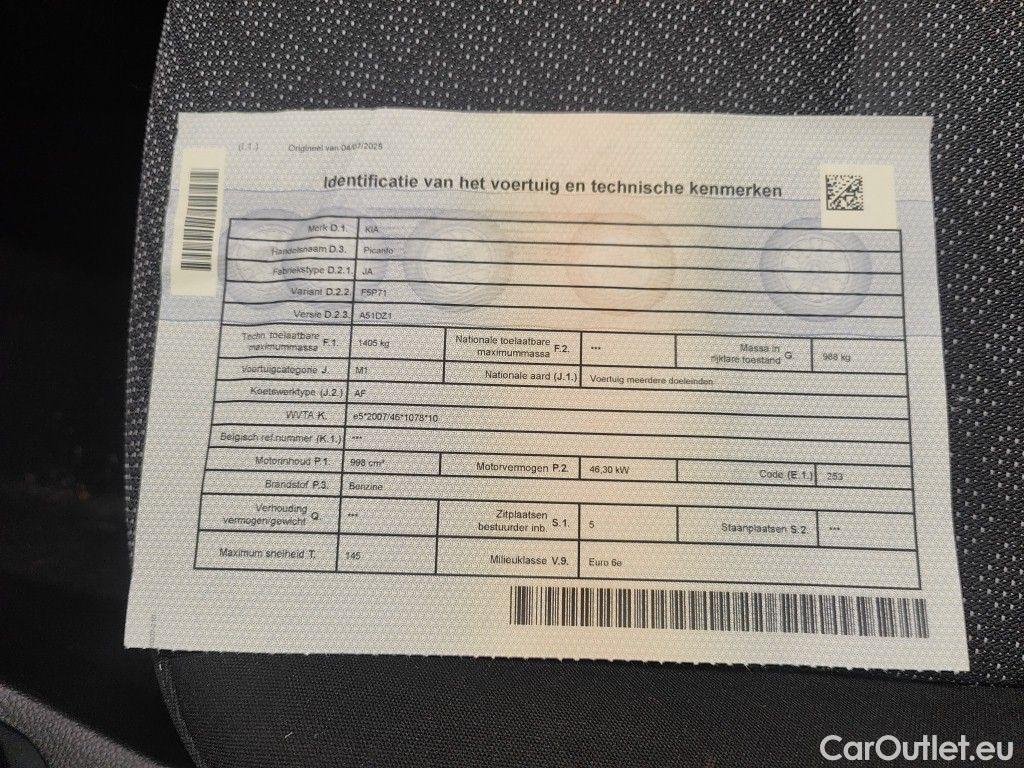 (I.1.) Origineel van 04/07/2025
Identificatie van het voertuig en technische kenmerken
Merk D.1. KIA
Handelsnaam D.3. Picanto
Fabriekstype D.2.1. JA
Variant D.2.2. F5P71
Versie D.2.3. A51DZ1
Techn. toelaatbare maximummassa F.1. 1405 kg Nationale toelaatbare maximummassa F.2. *** Massa in rijklare toestand G. 988 kg
Voertuigcategorie J. M1 Nationale aard (J.1.) Voertuig meerdere doeleinden
Koetswerktype (J.2.) AF
WVTA K. e5*2007/46*1078*10
Belgisch ref.nummer (K.1.) ***
Motorinhoud P.1. 998 cm³ Motorvermogen P.2. 46,30 kW Code (E.1.) 253
Brandstof P.3. Benzine
Verhouding vermogen/gewicht Q. *** Zitplaatsen bestuurder inb. S.1. 5 Staanplaatsen S.2. ***
Maximum snelheid T. 145 Milieuklasse V.9. Euro 6e
CarOutlet.eu